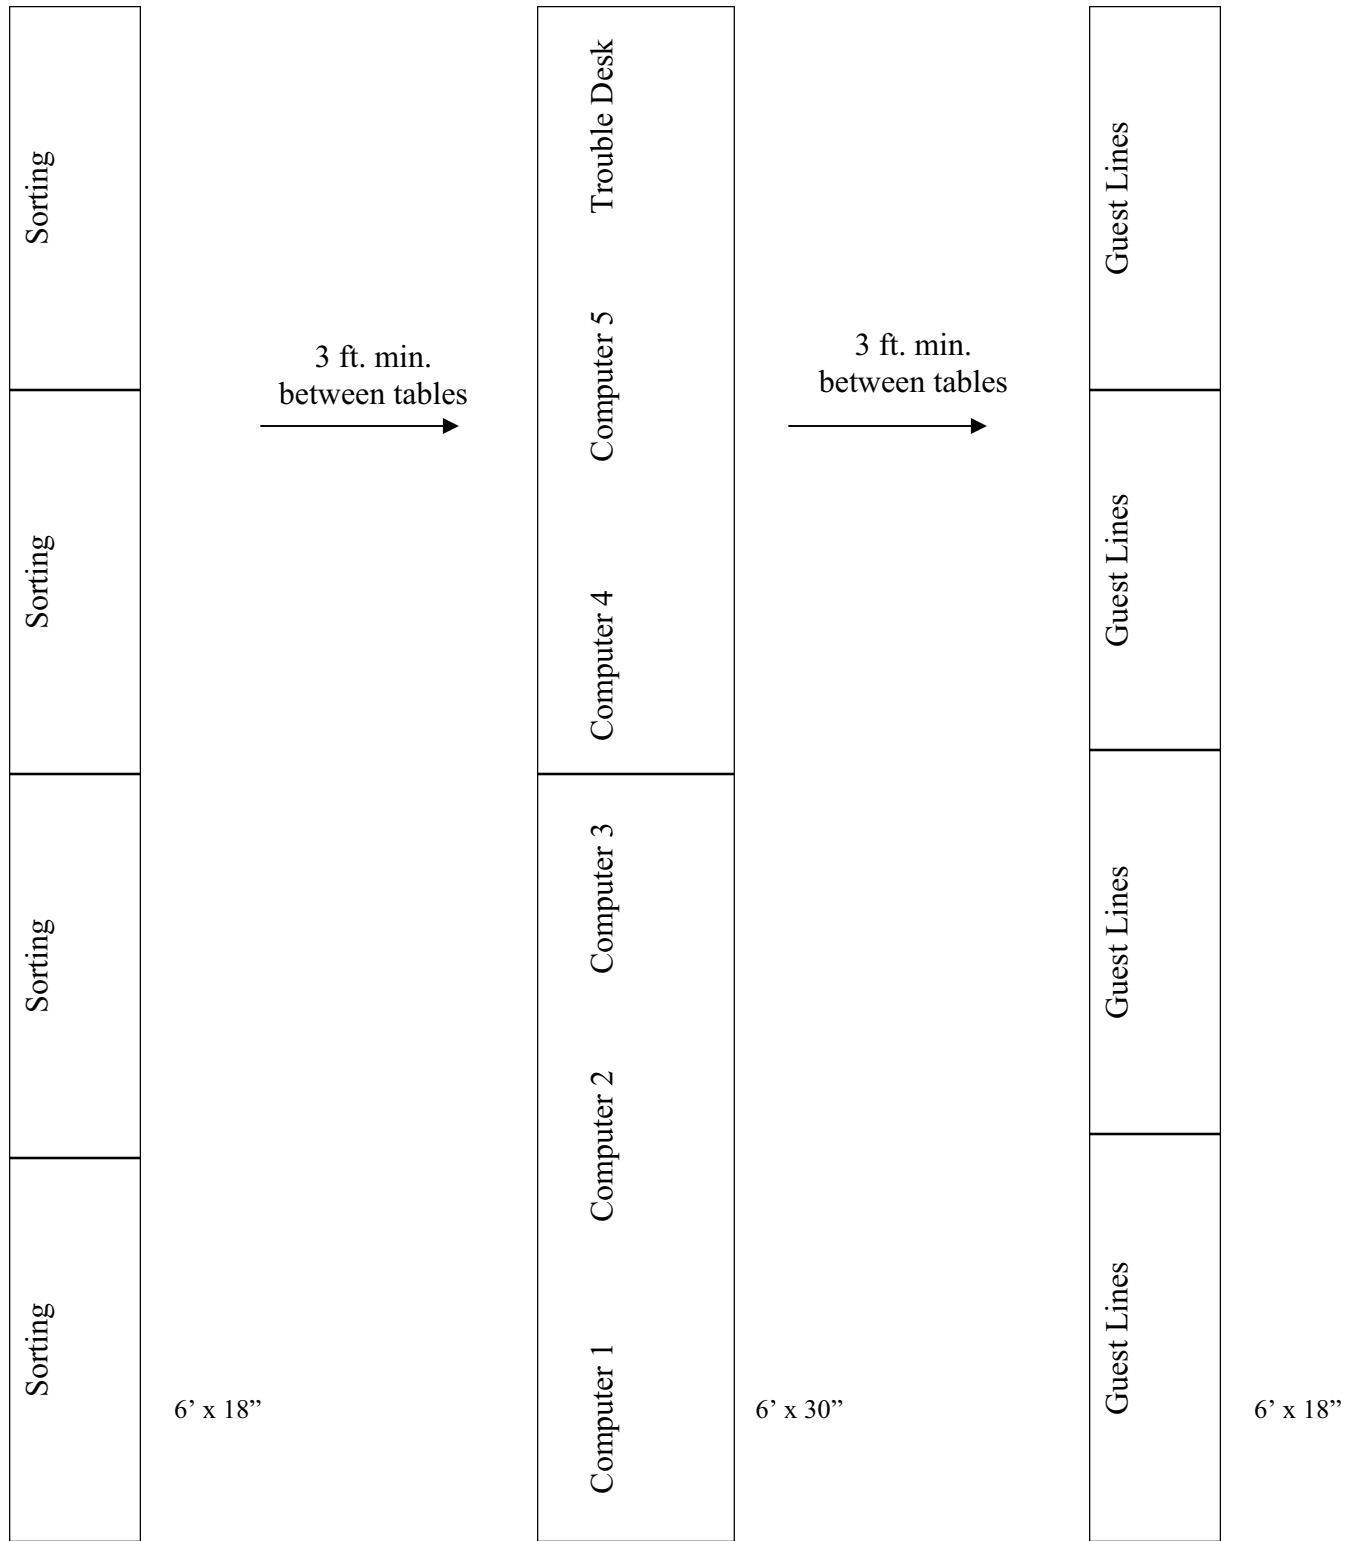 Sorting
Sorting
Sorting
Sorting
3 ft. min.
between tables
6’ x 18”
Trouble Desk
Computer 5
Computer 4
Computer 3
Computer 2
Computer 1
3 ft. min.
between tables
6’ x 30”
Guest Lines
Guest Lines
Guest Lines
Guest Lines
6’ x 18”